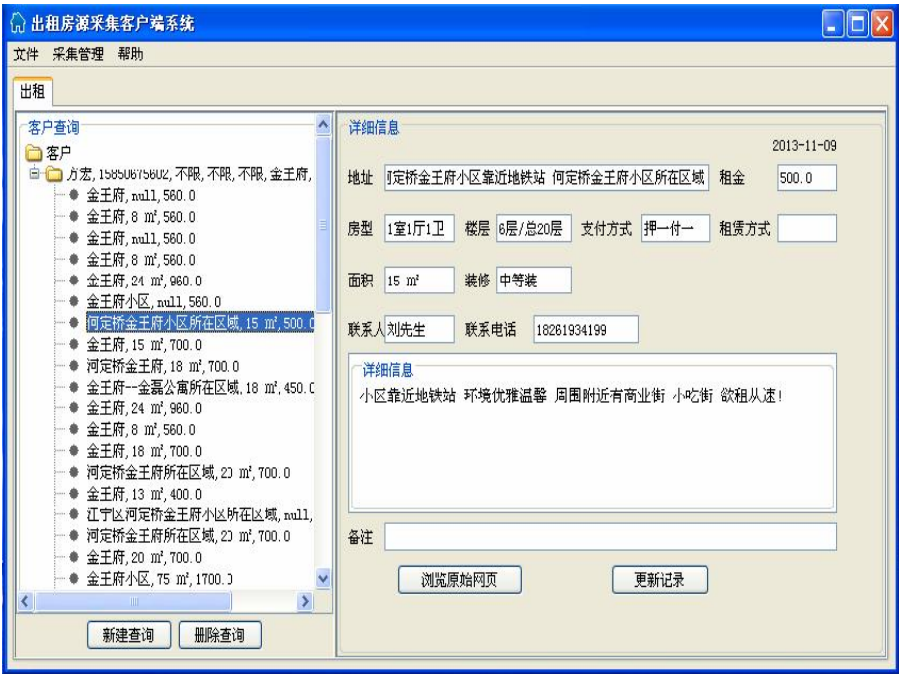 出租房源采集客户端系统
文件 采集管理 帮助
出租
客户查询
客户
方宏, 15850675602, 不限, 不限, 不限, 金王府,
金王府, null, 560.0
金王府, 8 ㎡, 560.0
金王府, null, 560.0
金王府, 8 ㎡, 560.0
金王府, 24 ㎡, 960.0
金王府小区, null, 560.0
何定桥金王府小区所在区域, 15 ㎡, 500.0
金王府, 15 ㎡, 700.0
河定桥金王府, 18 ㎡, 700.0
金王府--金磊公寓所在区域, 18 ㎡, 450.0
金王府, 24 ㎡, 960.0
金王府, 8 ㎡, 560.0
金王府, 18 ㎡, 700.0
河定桥金王府所在区域, 20 ㎡, 700.0
金王府, 13 ㎡, 400.0
江宁区河定桥金王府小区所在区域, null,
河定桥金王府所在区域, 20 ㎡, 700.0
金王府, 20 ㎡, 700.0
金王府小区, 75 ㎡, 1700.0
新建查询 删除查询
详细信息
2013-11-09
地址 何定桥金王府小区靠近地铁站 何定桥金王府小区所在区域 租金 500.0
房型 1室1厅1卫 楼层 6层/总20层 支付方式 押一付一 租赁方式
面积 15 ㎡ 装修 中等装
联系人 刘先生 联系电话 18261934199
详细信息
小区靠近地铁站 环境优雅温馨 周围附近有商业街 小吃街 欲租从速!
备注
浏览原始网页 更新记录